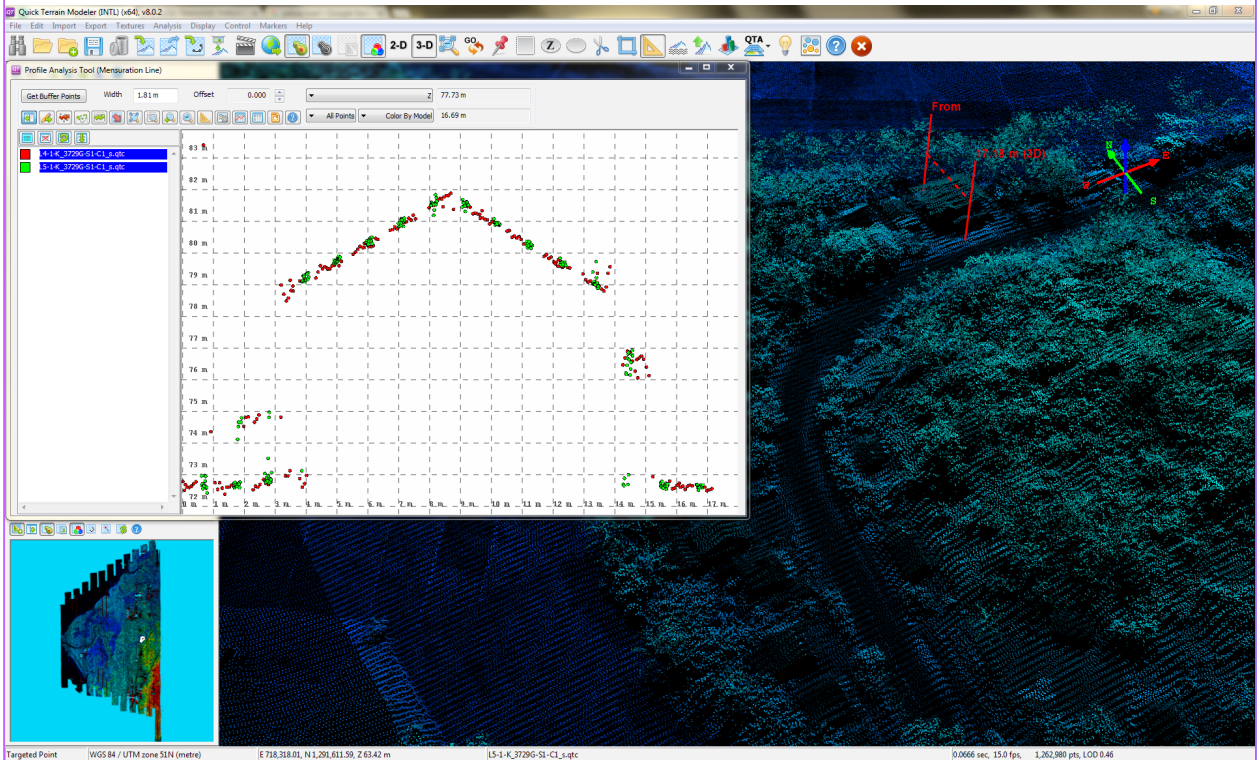 Quick Terrain Modeler (INTL) (x64), v8.0.2
File Edit Import Export Textures Analysis Display Control Markers Help
2-D 3-D GO Z QTA
Profile Analysis Tool (Mensuration Line)
Get Buffer Points Width 1.81 m Offset 0.000 Z 77.73 m
All Points Color By Model 16.69 m
L4-1-K_3729G-S1-C1_s.qtc
L5-1-K_3729G-S1-C1_s.qtc
83 m
82 m
81 m
80 m
79 m
78 m
77 m
76 m
75 m
74 m
73 m
72 m
0 m 1 m 2 m 3 m 4 m 5 m 6 m 7 m 8 m 9 m 10 m 11 m 12 m 13 m 14 m 15 m 16 m 17 m
From
N
E
S
Targeted Point WGS 84 / UTM zone 51N (metre) E 718,318.01, N 1,291,611.59, Z 63.42 m L5-1-K_3729G-S1-C1_s.qtc 0.0666 sec, 15.0 fps, 1,262,980 pts, LOD 0.46